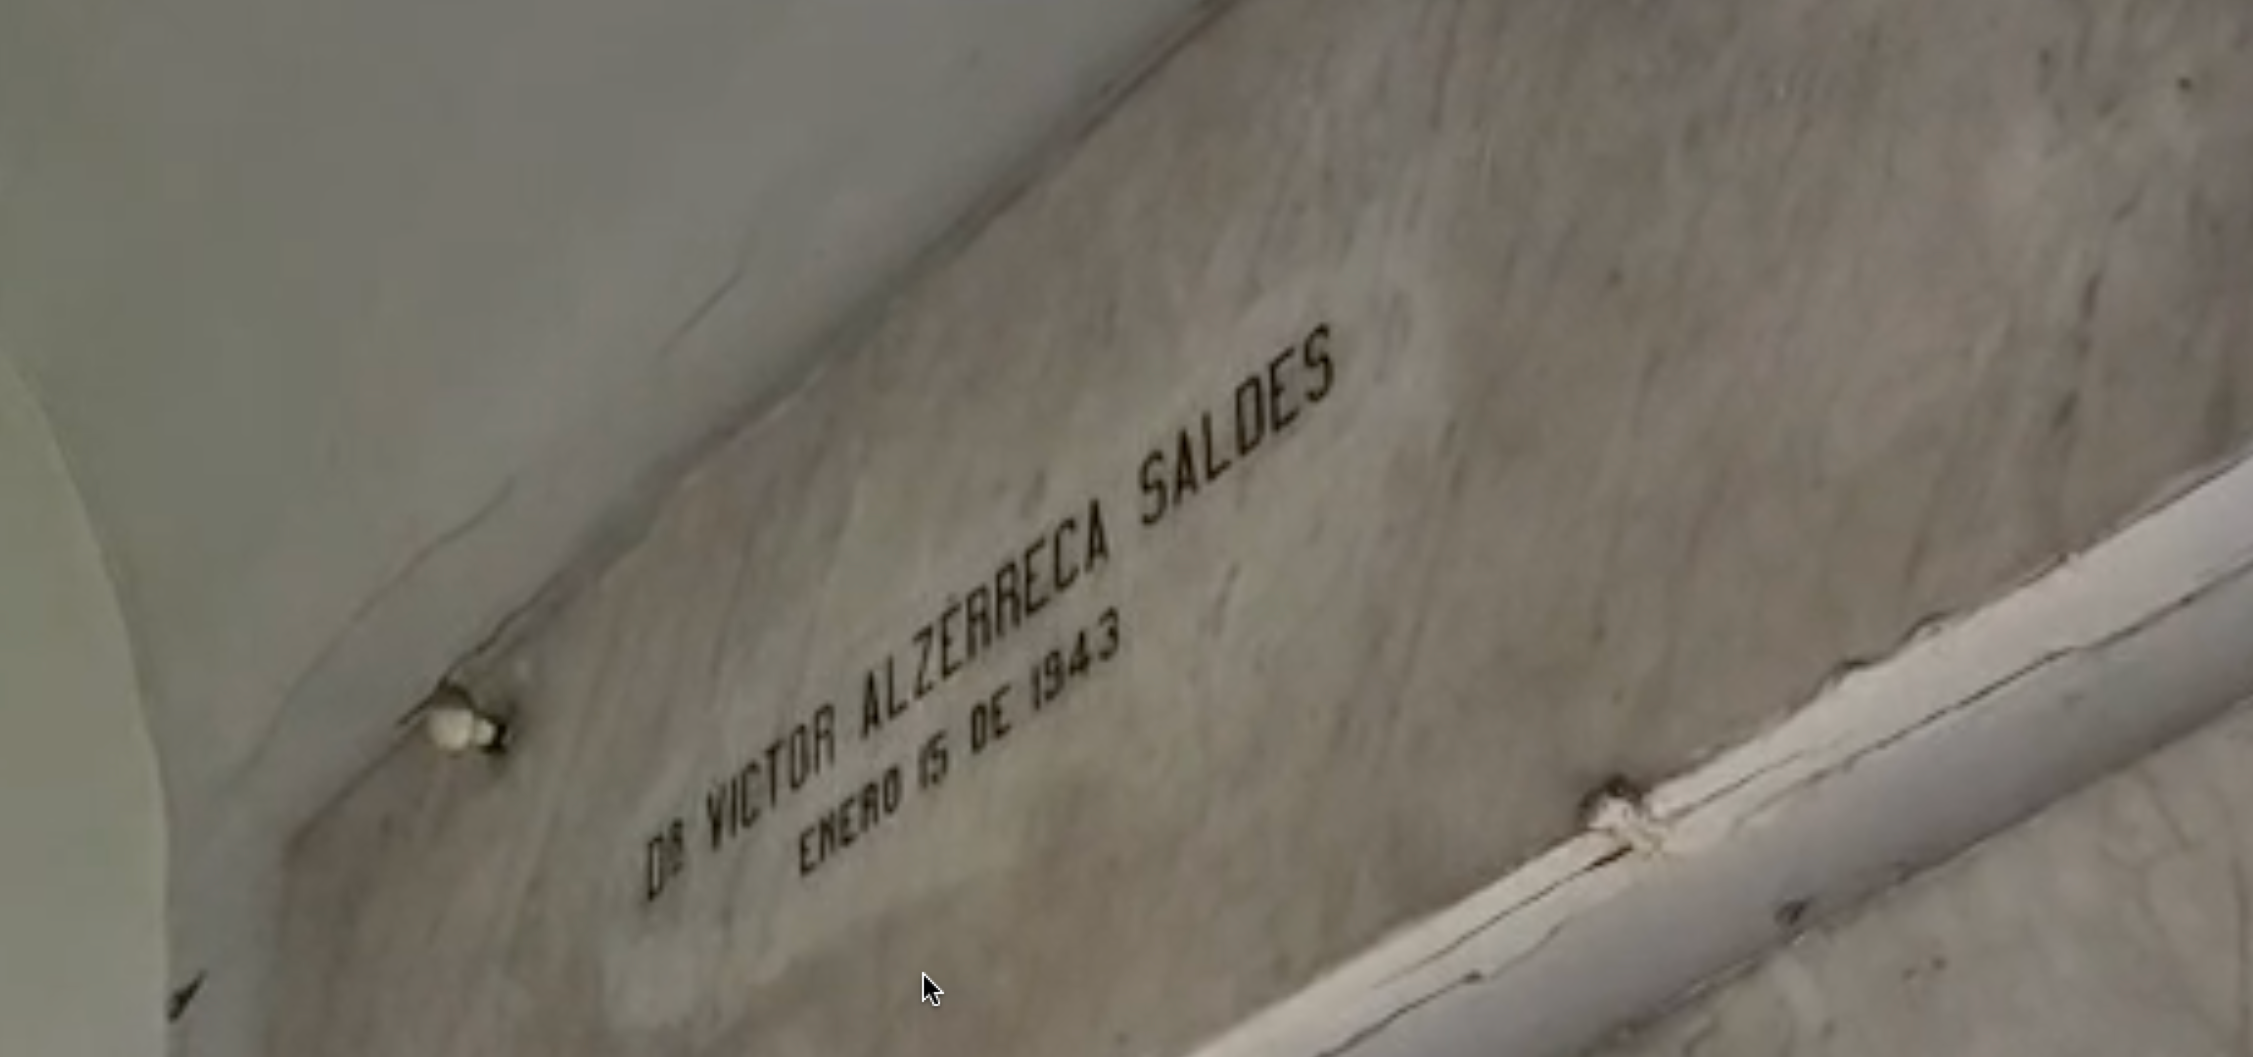 DR VICTOR ALZÉRRECA SALDES
ENERO 15 DE 1943